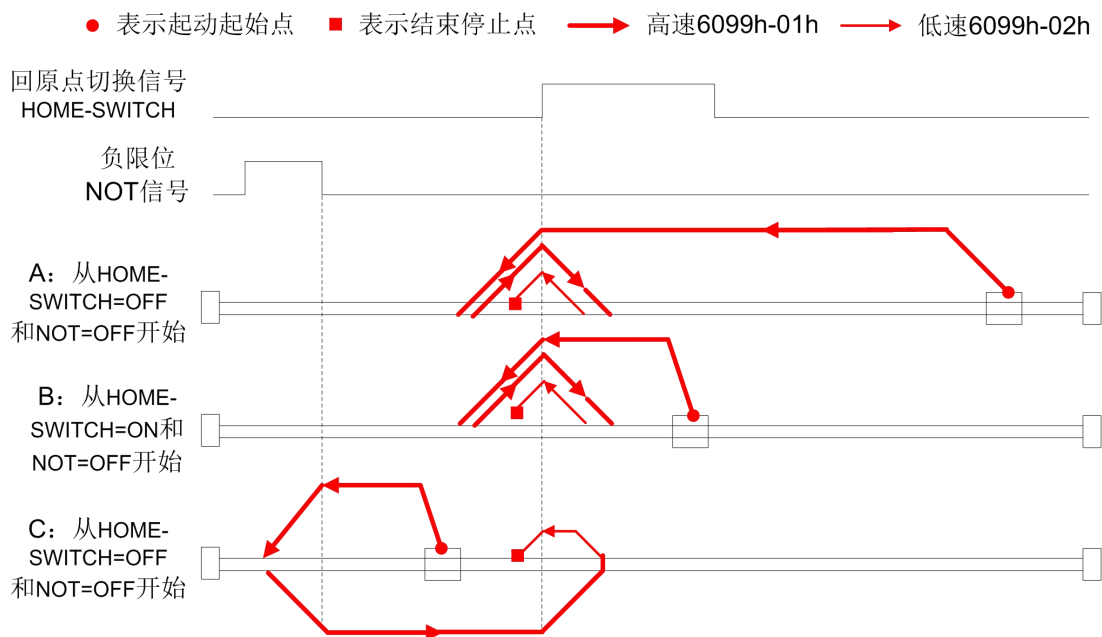 表示起动起始点 表示结束停止点 高速6099h-01h 低速6099h-02h
回原点切换信号
HOME-SWITCH
负限位
NOT信号
A：从HOME-
SWITCH=OFF
和NOT=OFF开始
B：从HOME-
SWITCH=ON和
NOT=OFF开始
C：从HOME-
SWITCH=OFF
和NOT=OFF开始